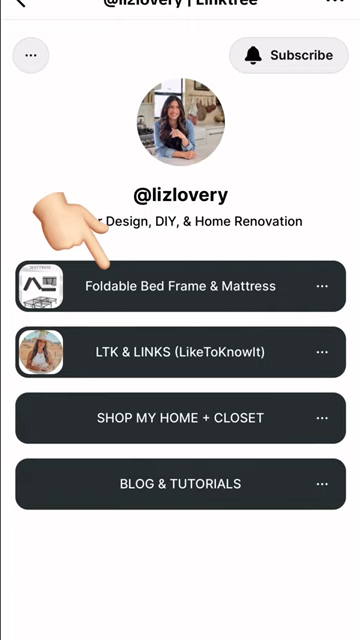 @lizlovery | Linktree
Subscribe
@lizlovery
Design, DIY, & Home Renovation
MATTRESS
Foldable Bed Frame & Mattress
LTK & LINKS (LikeToKnowIt)
SHOP MY HOME + CLOSET
BLOG & TUTORIALS